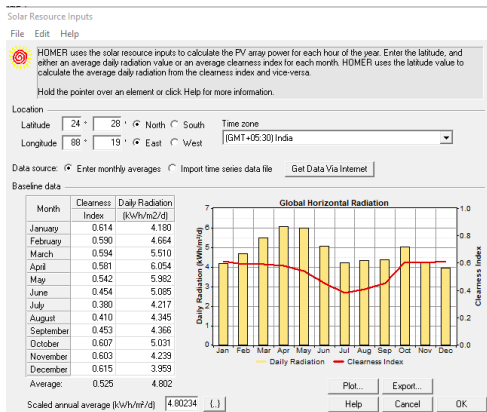 Solar Resource Inputs
File Edit Help
HOMER uses the solar resource inputs to calculate the PV array power for each hour of the year. Enter the latitude, and
either an average daily radiation value or an average clearness index for each month. HOMER uses the latitude value to
calculate the average daily radiation from the clearness index and vice-versa.
Hold the pointer over an element or click Help for more information.
Location
Latitude 24 ° 28 ' North South Time zone
Longitude 88 ° 19 ' East West (GMT+05:30) India
Data source: Enter monthly averages Import time series data file Get Data Via Internet
Baseline data
Month Clearness Index Daily Radiation (kWh/m2/d)
January 0.614 4.180
February 0.590 4.664
March 0.594 5.510
April 0.581 6.054
May 0.542 5.982
June 0.454 5.085
July 0.380 4.217
August 0.410 4.345
September 0.453 4.366
October 0.607 5.031
November 0.603 4.239
December 0.615 3.959
Average: 0.525 4.802
Scaled annual average (kWh/m²/d) 4.80234 {..}
Global Horizontal Radiation
Daily Radiation (kWh/m²/d)
7
6
5
4
3
2
1
0
1.0
0.8
0.6
0.4
0.2
0.0
Clearness Index
Jan Feb Mar Apr May Jun Jul Aug Sep Oct Nov Dec
Daily Radiation Clearness Index
Plot... Export...
Help Cancel OK